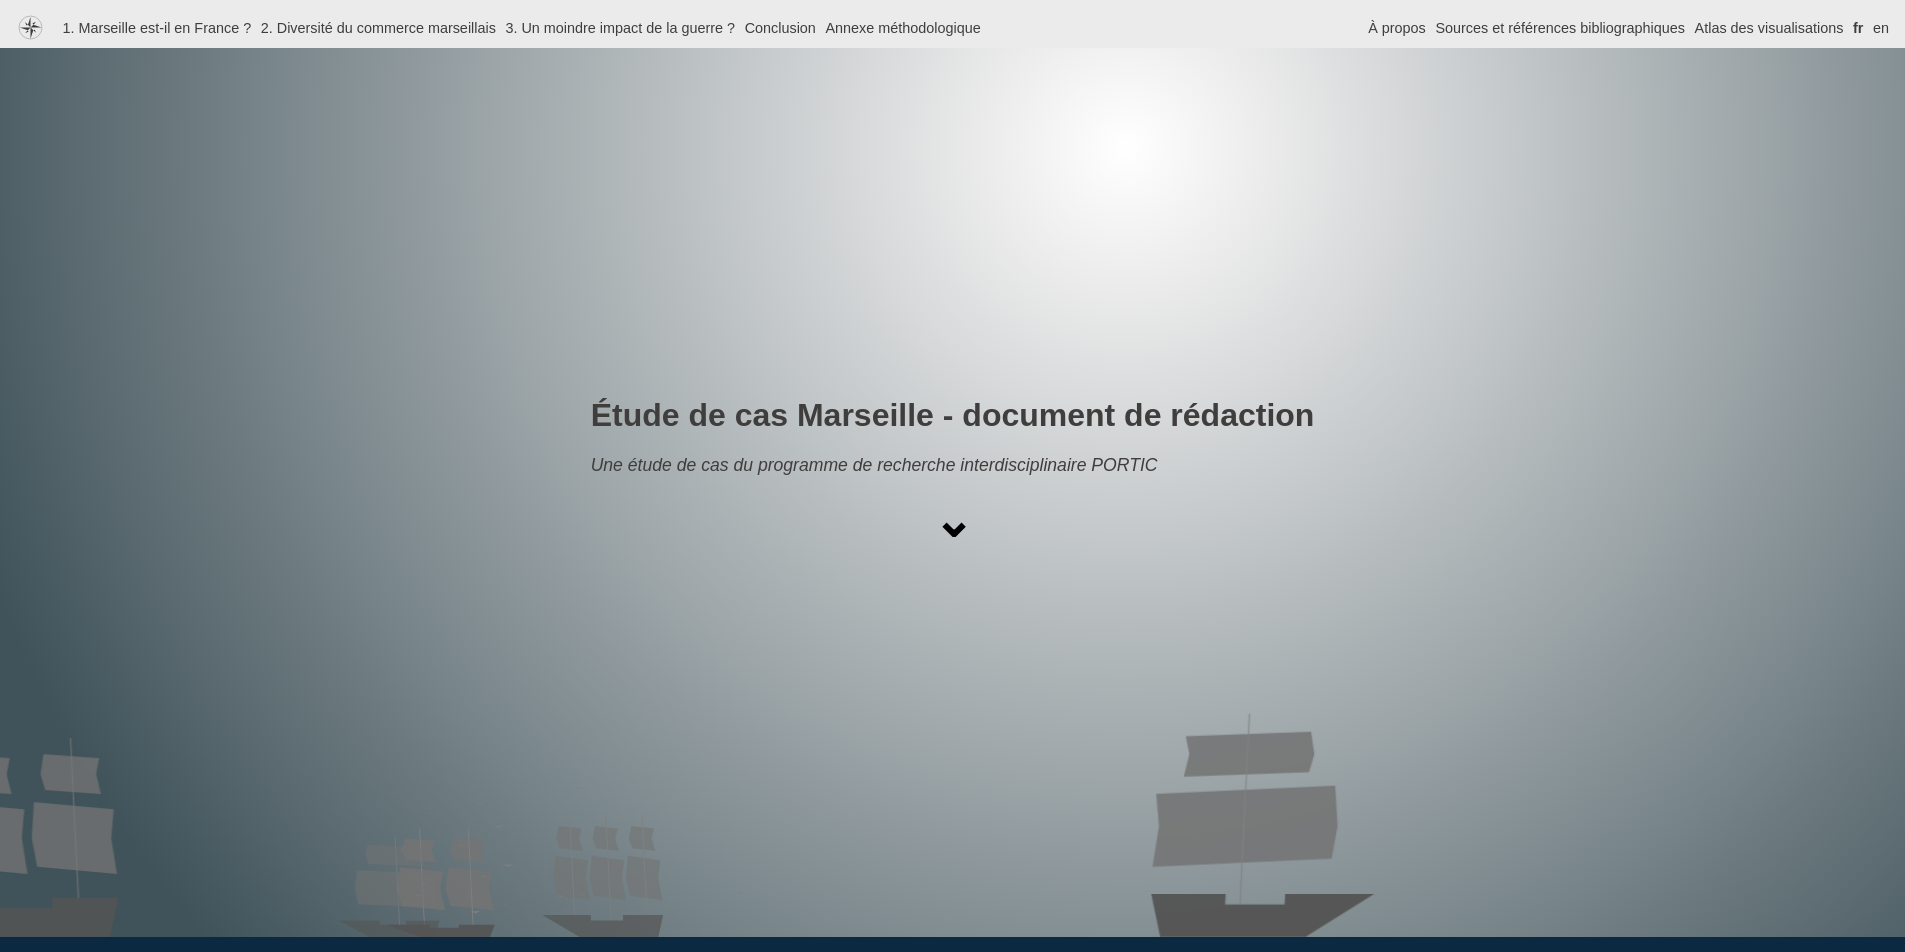 1. Marseille est-il en France ? 2. Diversité du commerce marseillais 3. Un moindre impact de la guerre ? Conclusion Annexe méthodologique À propos Sources et références bibliographiques Atlas des visualisations fr en
Étude de cas Marseille - document de rédaction
Une étude de cas du programme de recherche interdisciplinaire PORTIC